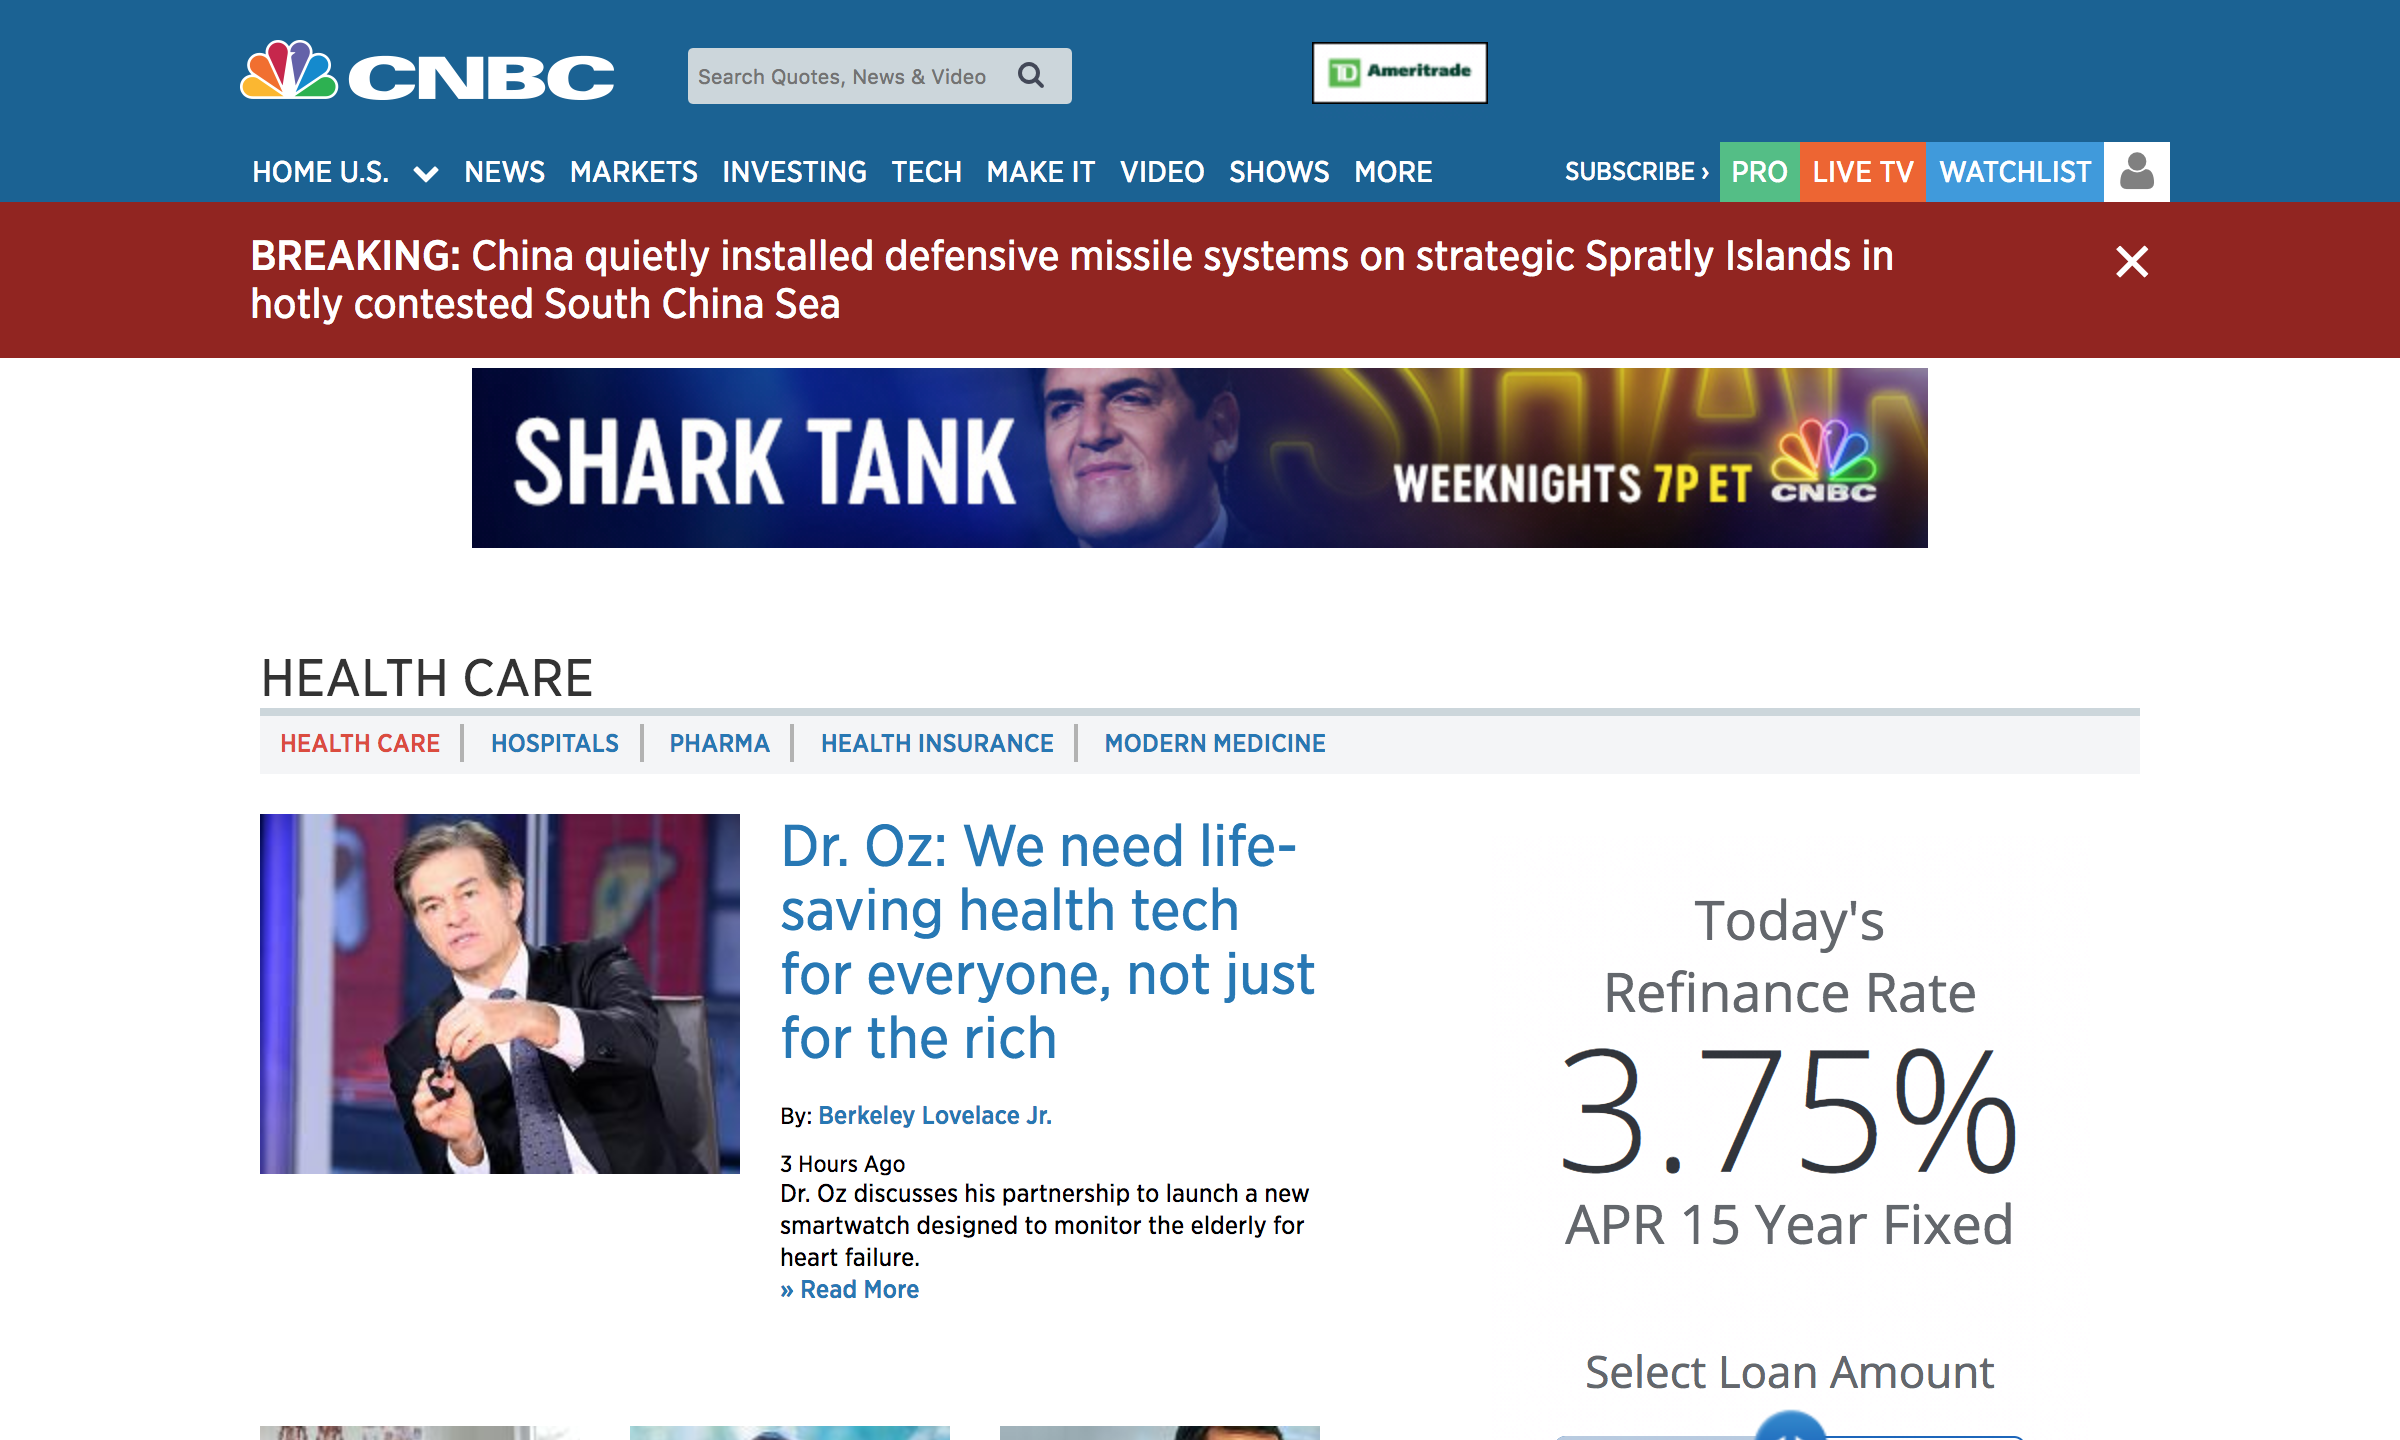 CNBC
Search Quotes, News & Video
TD Ameritrade
HOME U.S. NEWS MARKETS INVESTING TECH MAKE IT VIDEO SHOWS MORE SUBSCRIBE › PRO LIVE TV WATCHLIST
BREAKING: China quietly installed defensive missile systems on strategic Spratly Islands in
hotly contested South China Sea
SHARK TANK
WEEKNIGHTS 7P ET CNBC
HEALTH CARE
HEALTH CARE HOSPITALS PHARMA HEALTH INSURANCE MODERN MEDICINE
Dr. Oz: We need life-
saving health tech
for everyone, not just
for the rich
By: Berkeley Lovelace Jr.
3 Hours Ago
Dr. Oz discusses his partnership to launch a new
smartwatch designed to monitor the elderly for
heart failure.
» Read More
Today's
Refinance Rate
3.75%
APR 15 Year Fixed
Select Loan Amount